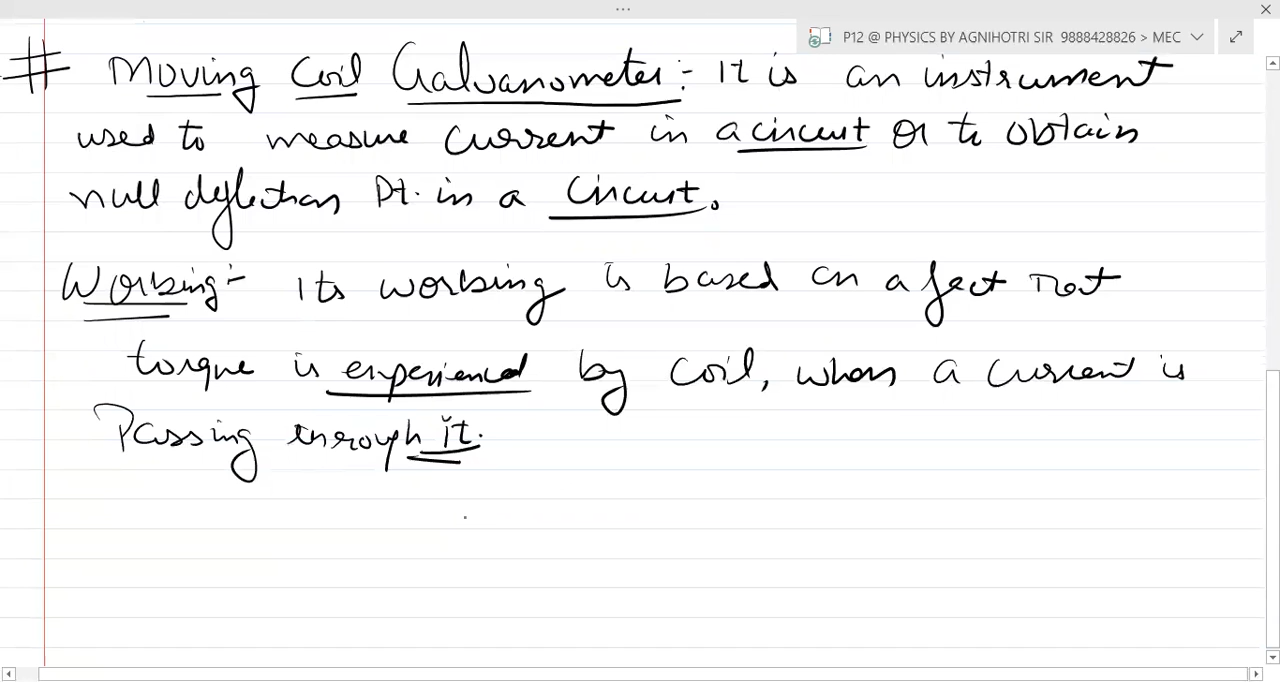 P12 @ PHYSICS BY AGNIHOTRI SIR 9888428826 > MEC
# Moving Coil Galvanometer :- It is an instrument
used to measure current in a circuit or to obtain
null deflection Pt. in a circuit.
Working :- Its working is based on a fact that
torque is experienced by coil, when a current is
Passing through it.